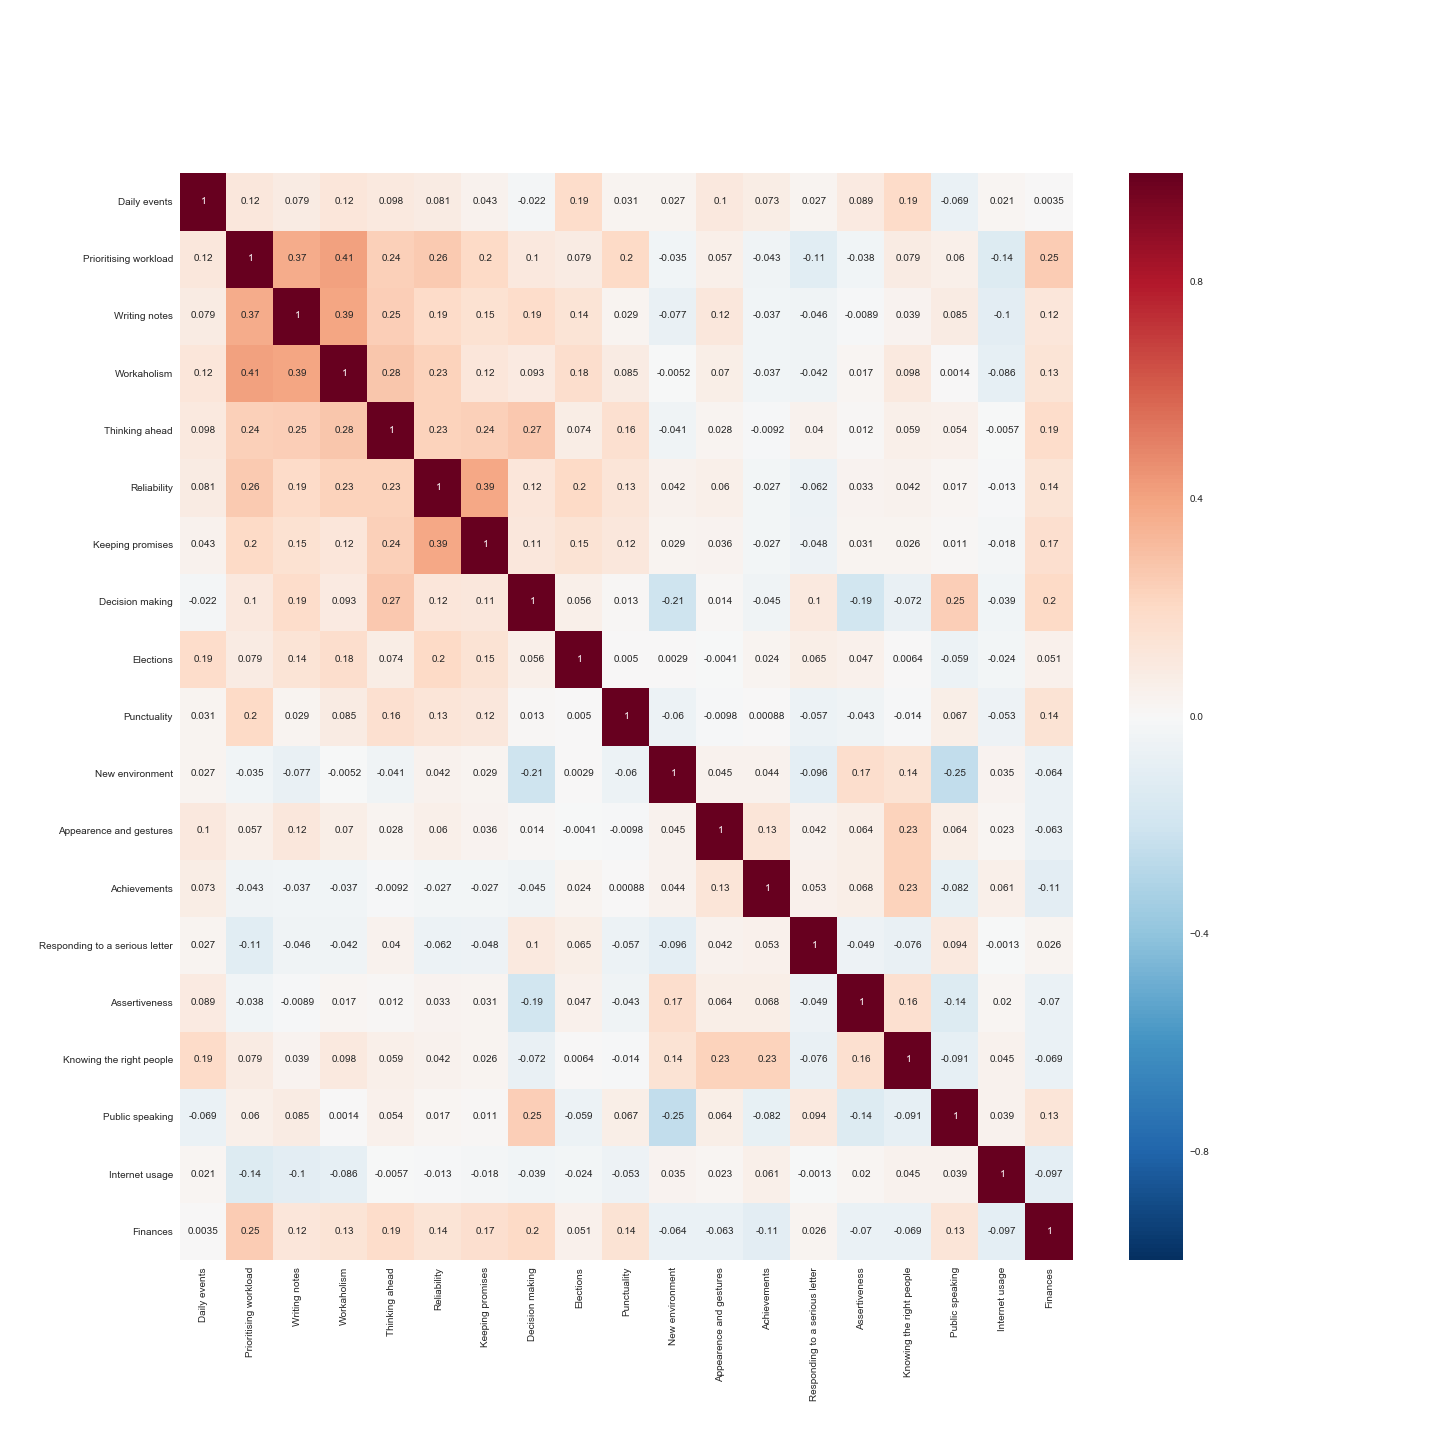 Daily events 1 0.12 0.079 0.12 0.098 0.081 0.043 -0.022 0.19 0.031 0.027 0.1 0.073 0.027 0.089 0.19 -0.069 0.021 0.0035
Prioritising workload 0.12 1 0.37 0.41 0.24 0.26 0.2 0.1 0.079 0.2 -0.035 0.057 -0.043 -0.11 -0.038 0.079 0.06 -0.14 0.25
0.8
Writing notes 0.079 0.37 1 0.39 0.25 0.19 0.15 0.19 0.14 0.029 -0.077 0.12 -0.037 -0.046 -0.0089 0.039 0.085 -0.1 0.12
Workaholism 0.12 0.41 0.39 1 0.28 0.23 0.12 0.093 0.18 0.085 -0.0052 0.07 -0.037 -0.042 0.017 0.098 0.0014 -0.086 0.13
Thinking ahead 0.098 0.24 0.25 0.28 1 0.23 0.24 0.27 0.074 0.16 -0.041 0.028 -0.0092 0.04 0.012 0.059 0.054 -0.0057 0.19
Reliability 0.081 0.26 0.19 0.23 0.23 1 0.39 0.12 0.2 0.13 0.042 0.06 -0.027 -0.062 0.033 0.042 0.017 -0.013 0.14
0.4
Keeping promises 0.043 0.2 0.15 0.12 0.24 0.39 1 0.11 0.15 0.12 0.029 0.036 -0.027 -0.048 0.031 0.026 0.011 -0.018 0.17
Decision making -0.022 0.1 0.19 0.093 0.27 0.12 0.11 1 0.056 0.013 -0.21 0.014 -0.045 0.1 -0.19 -0.072 0.25 -0.039 0.2
Elections 0.19 0.079 0.14 0.18 0.074 0.2 0.15 0.056 1 0.005 0.0029 -0.0041 0.024 0.065 0.047 0.0064 -0.059 -0.024 0.051
Punctuality 0.031 0.2 0.029 0.085 0.16 0.13 0.12 0.013 0.005 1 -0.06 -0.0098 0.00088 -0.057 -0.043 -0.014 0.067 -0.053 0.14
0.0
New environment 0.027 -0.035 -0.077 -0.0052 -0.041 0.042 0.029 -0.21 0.0029 -0.06 1 0.045 0.044 -0.096 0.17 0.14 -0.25 0.035 -0.064
Appearence and gestures 0.1 0.057 0.12 0.07 0.028 0.06 0.036 0.014 -0.0041 -0.0098 0.045 1 0.13 0.042 0.064 0.23 0.064 0.023 -0.063
Achievements 0.073 -0.043 -0.037 -0.037 -0.0092 -0.027 -0.027 -0.045 0.024 0.00088 0.044 0.13 1 0.053 0.068 0.23 -0.082 0.061 -0.11
−0.4
Responding to a serious letter 0.027 -0.11 -0.046 -0.042 0.04 -0.062 -0.048 0.1 0.065 -0.057 -0.096 0.042 0.053 1 -0.049 -0.076 0.094 -0.0013 0.026
Assertiveness 0.089 -0.038 -0.0089 0.017 0.012 0.033 0.031 -0.19 0.047 -0.043 0.17 0.064 0.068 -0.049 1 0.16 -0.14 0.02 -0.07
Knowing the right people 0.19 0.079 0.039 0.098 0.059 0.042 0.026 -0.072 0.0064 -0.014 0.14 0.23 0.23 -0.076 0.16 1 -0.091 0.045 -0.069
Public speaking -0.069 0.06 0.085 0.0014 0.054 0.017 0.011 0.25 -0.059 0.067 -0.25 0.064 -0.082 0.094 -0.14 -0.091 1 0.039 0.13
−0.8
Internet usage 0.021 -0.14 -0.1 -0.086 -0.0057 -0.013 -0.018 -0.039 -0.024 -0.053 0.035 0.023 0.061 -0.0013 0.02 0.045 0.039 1 -0.097
Finances 0.0035 0.25 0.12 0.13 0.19 0.14 0.17 0.2 0.051 0.14 -0.064 -0.063 -0.11 0.026 -0.07 -0.069 0.13 -0.097 1
Daily events
Prioritising workload
Writing notes
Workaholism
Thinking ahead
Reliability
Keeping promises
Decision making
Elections
Punctuality
New environment
Appearence and gestures
Achievements
Responding to a serious letter
Assertiveness
Knowing the right people
Public speaking
Internet usage
Finances